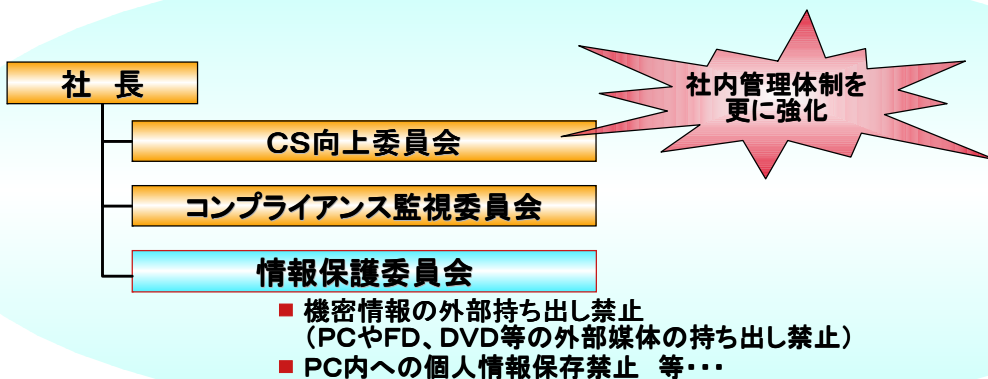 社 長
社内管理体制を
更に強化
CS向上委員会
コンプライアンス監視委員会
情報保護委員会
■ 機密情報の外部持ち出し禁止
（PCやFD、DVD等の外部媒体の持ち出し禁止）
■ PC内への個人情報保存禁止 等･･･